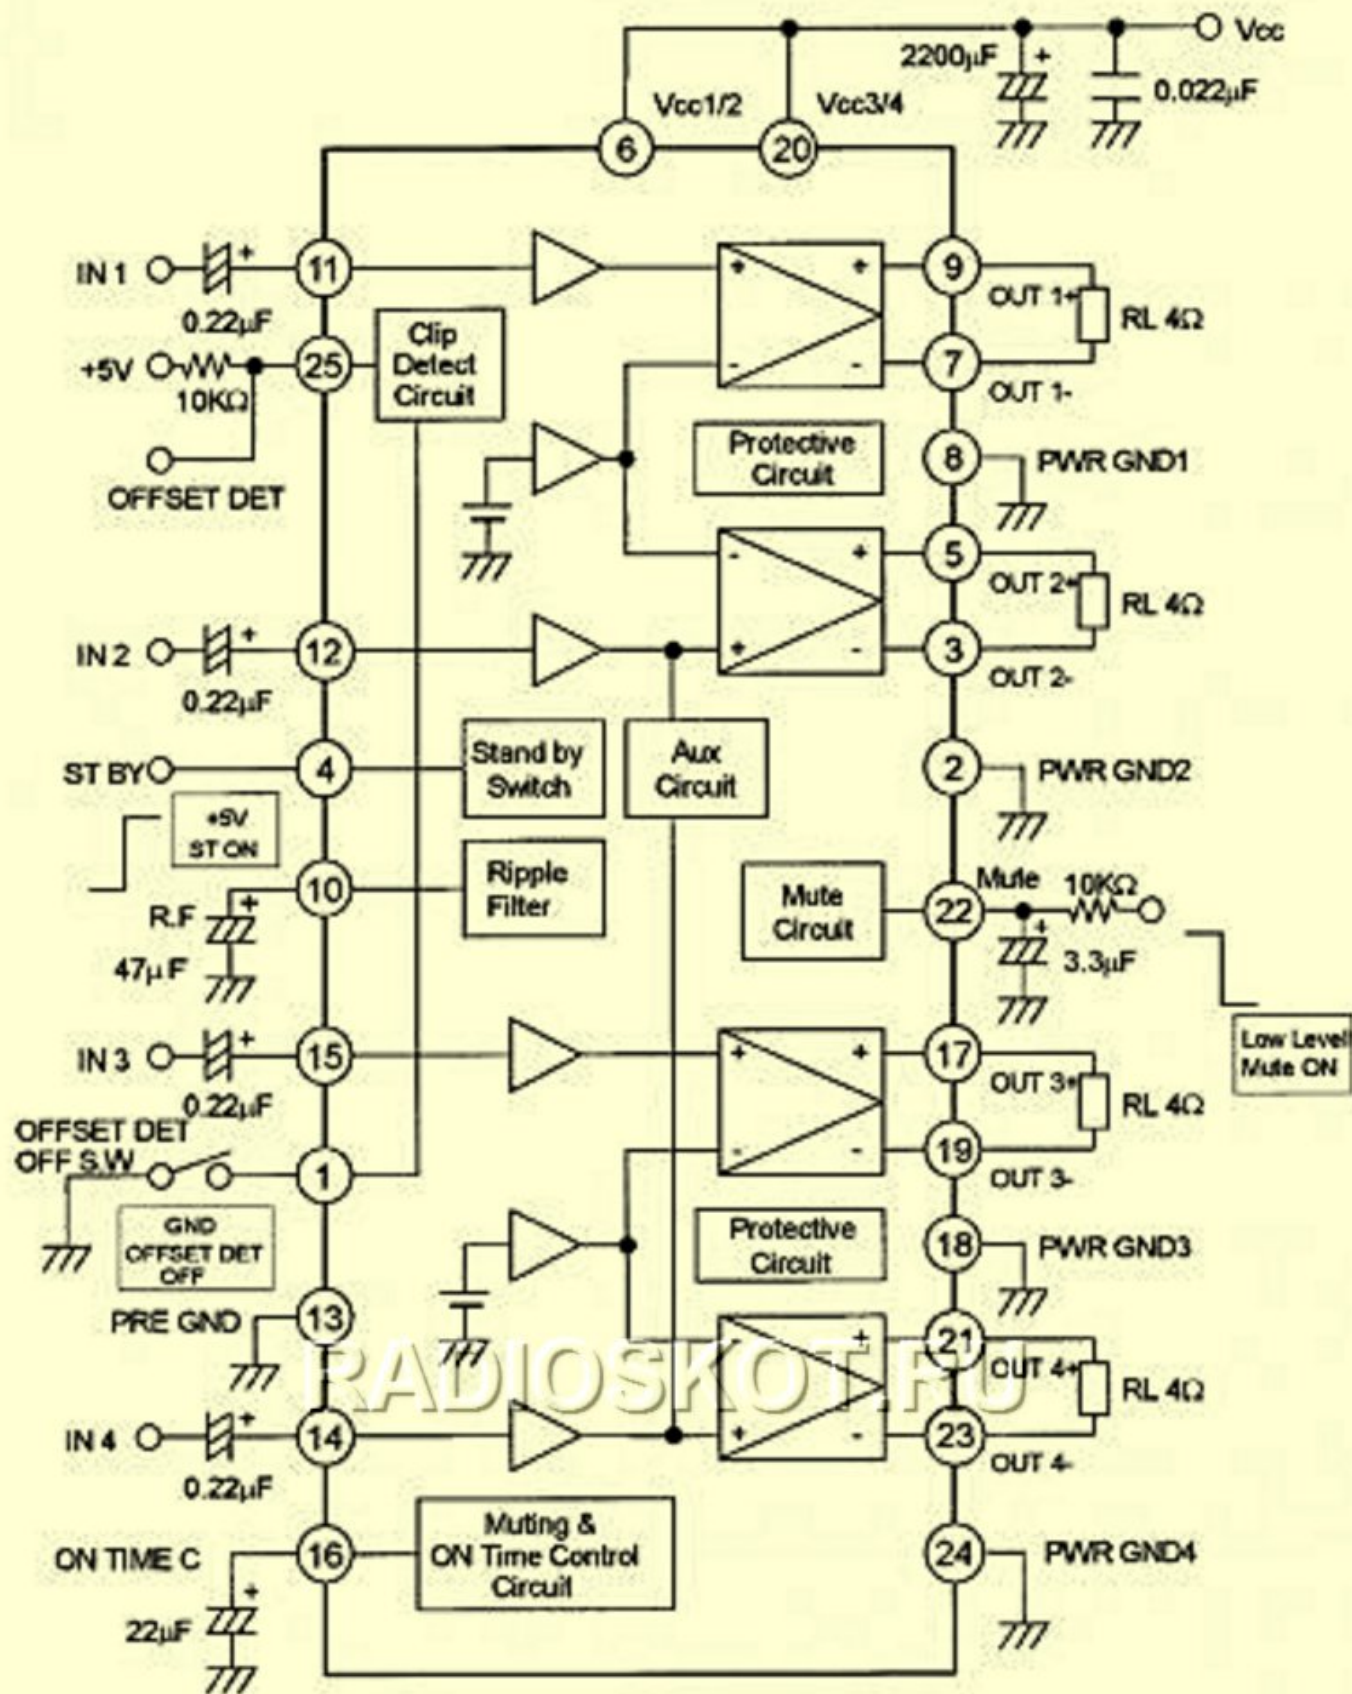 Vcc
2200µF +
0.022µF
Vcc1/2
Vcc3/4
6
20
IN 1
+
0.22µF
11
+ +
9
OUT 1+
RL 4Ω
+5V
10KΩ
25
Clip
Detect
Circuit
- -
7
OUT 1-
OFFSET DET
Protective
Circuit
8
PWR GND1
- +
5
OUT 2+
RL 4Ω
IN 2
+
0.22µF
12
+ -
3
OUT 2-
ST BY
4
Stand by
Switch
Aux
Circuit
2
PWR GND2
+5V
ST ON
10
Ripple
Filter
R.F
+
47µF
Mute
Circuit
22
Mute
10KΩ
+
3.3µF
Low Level
Mute ON
IN 3
+
0.22µF
15
+ +
17
OUT 3+
RL 4Ω
OFFSET DET
OFF S.W
1
- -
19
OUT 3-
GND
OFFSET DET
OFF
Protective
Circuit
18
PWR GND3
PRE GND
13
- +
21
OUT 4+
RL 4Ω
RADIOSKOT.RU
IN 4
+
0.22µF
14
+ -
23
OUT 4-
ON TIME C
16
Muting &
ON Time Control
Circuit
24
PWR GND4
+
22µF